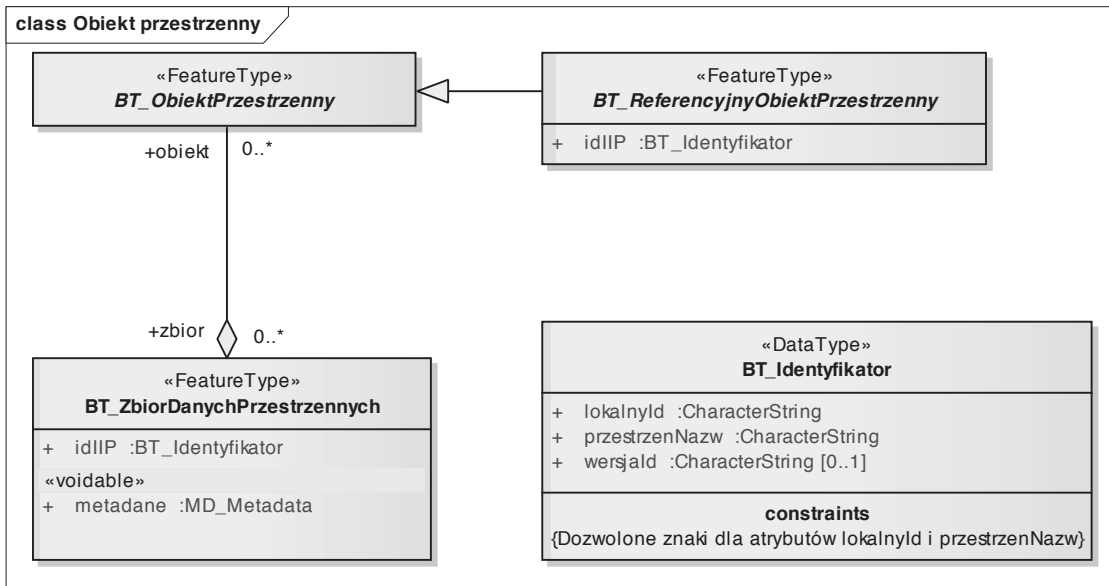 class Obiekt przestrzenny
«FeatureType»
BT_ObiektPrzestrzenny
«FeatureType»
BT_ReferencyjnyObiektPrzestrzenny
+ idIIP :BT_Identyfikator
+obiekt 0..*
+zbior 0..*
«FeatureType»
BT_ZbiorDanychPrzestrzennych
+ idIIP :BT_Identyfikator
«voidable»
+ metadane :MD_Metadata
«DataType»
BT_Identyfikator
+ lokalnyId :CharacterString
+ przestrzenNazw :CharacterString
+ wersjaId :CharacterString [0..1]
constraints
{Dozwolone znaki dla atrybutów lokalnyId i przestrzenNazw}